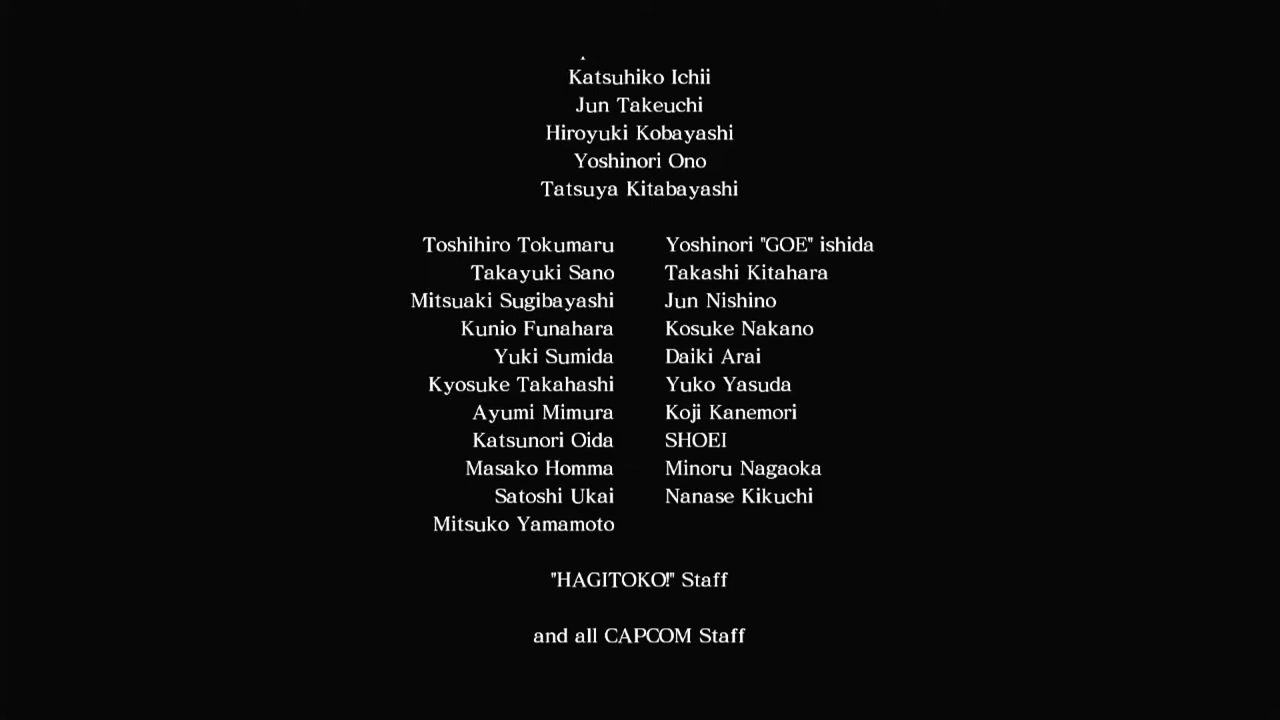 Katsuhiko Ichii
Jun Takeuchi
Hiroyuki Kobayashi
Yoshinori Ono
Tatsuya Kitabayashi
Toshihiro Tokumaru Yoshinori "GOE" ishida
Takayuki Sano Takashi Kitahara
Mitsuaki Sugibayashi Jun Nishino
Kunio Funahara Kosuke Nakano
Yuki Sumida Daiki Arai
Kyosuke Takahashi Yuko Yasuda
Ayumi Mimura Koji Kanemori
Katsunori Oida SHOEI
Masako Homma Minoru Nagaoka
Satoshi Ukai Nanase Kikuchi
Mitsuko Yamamoto
"HAGITOKO!" Staff
and all CAPCOM Staff